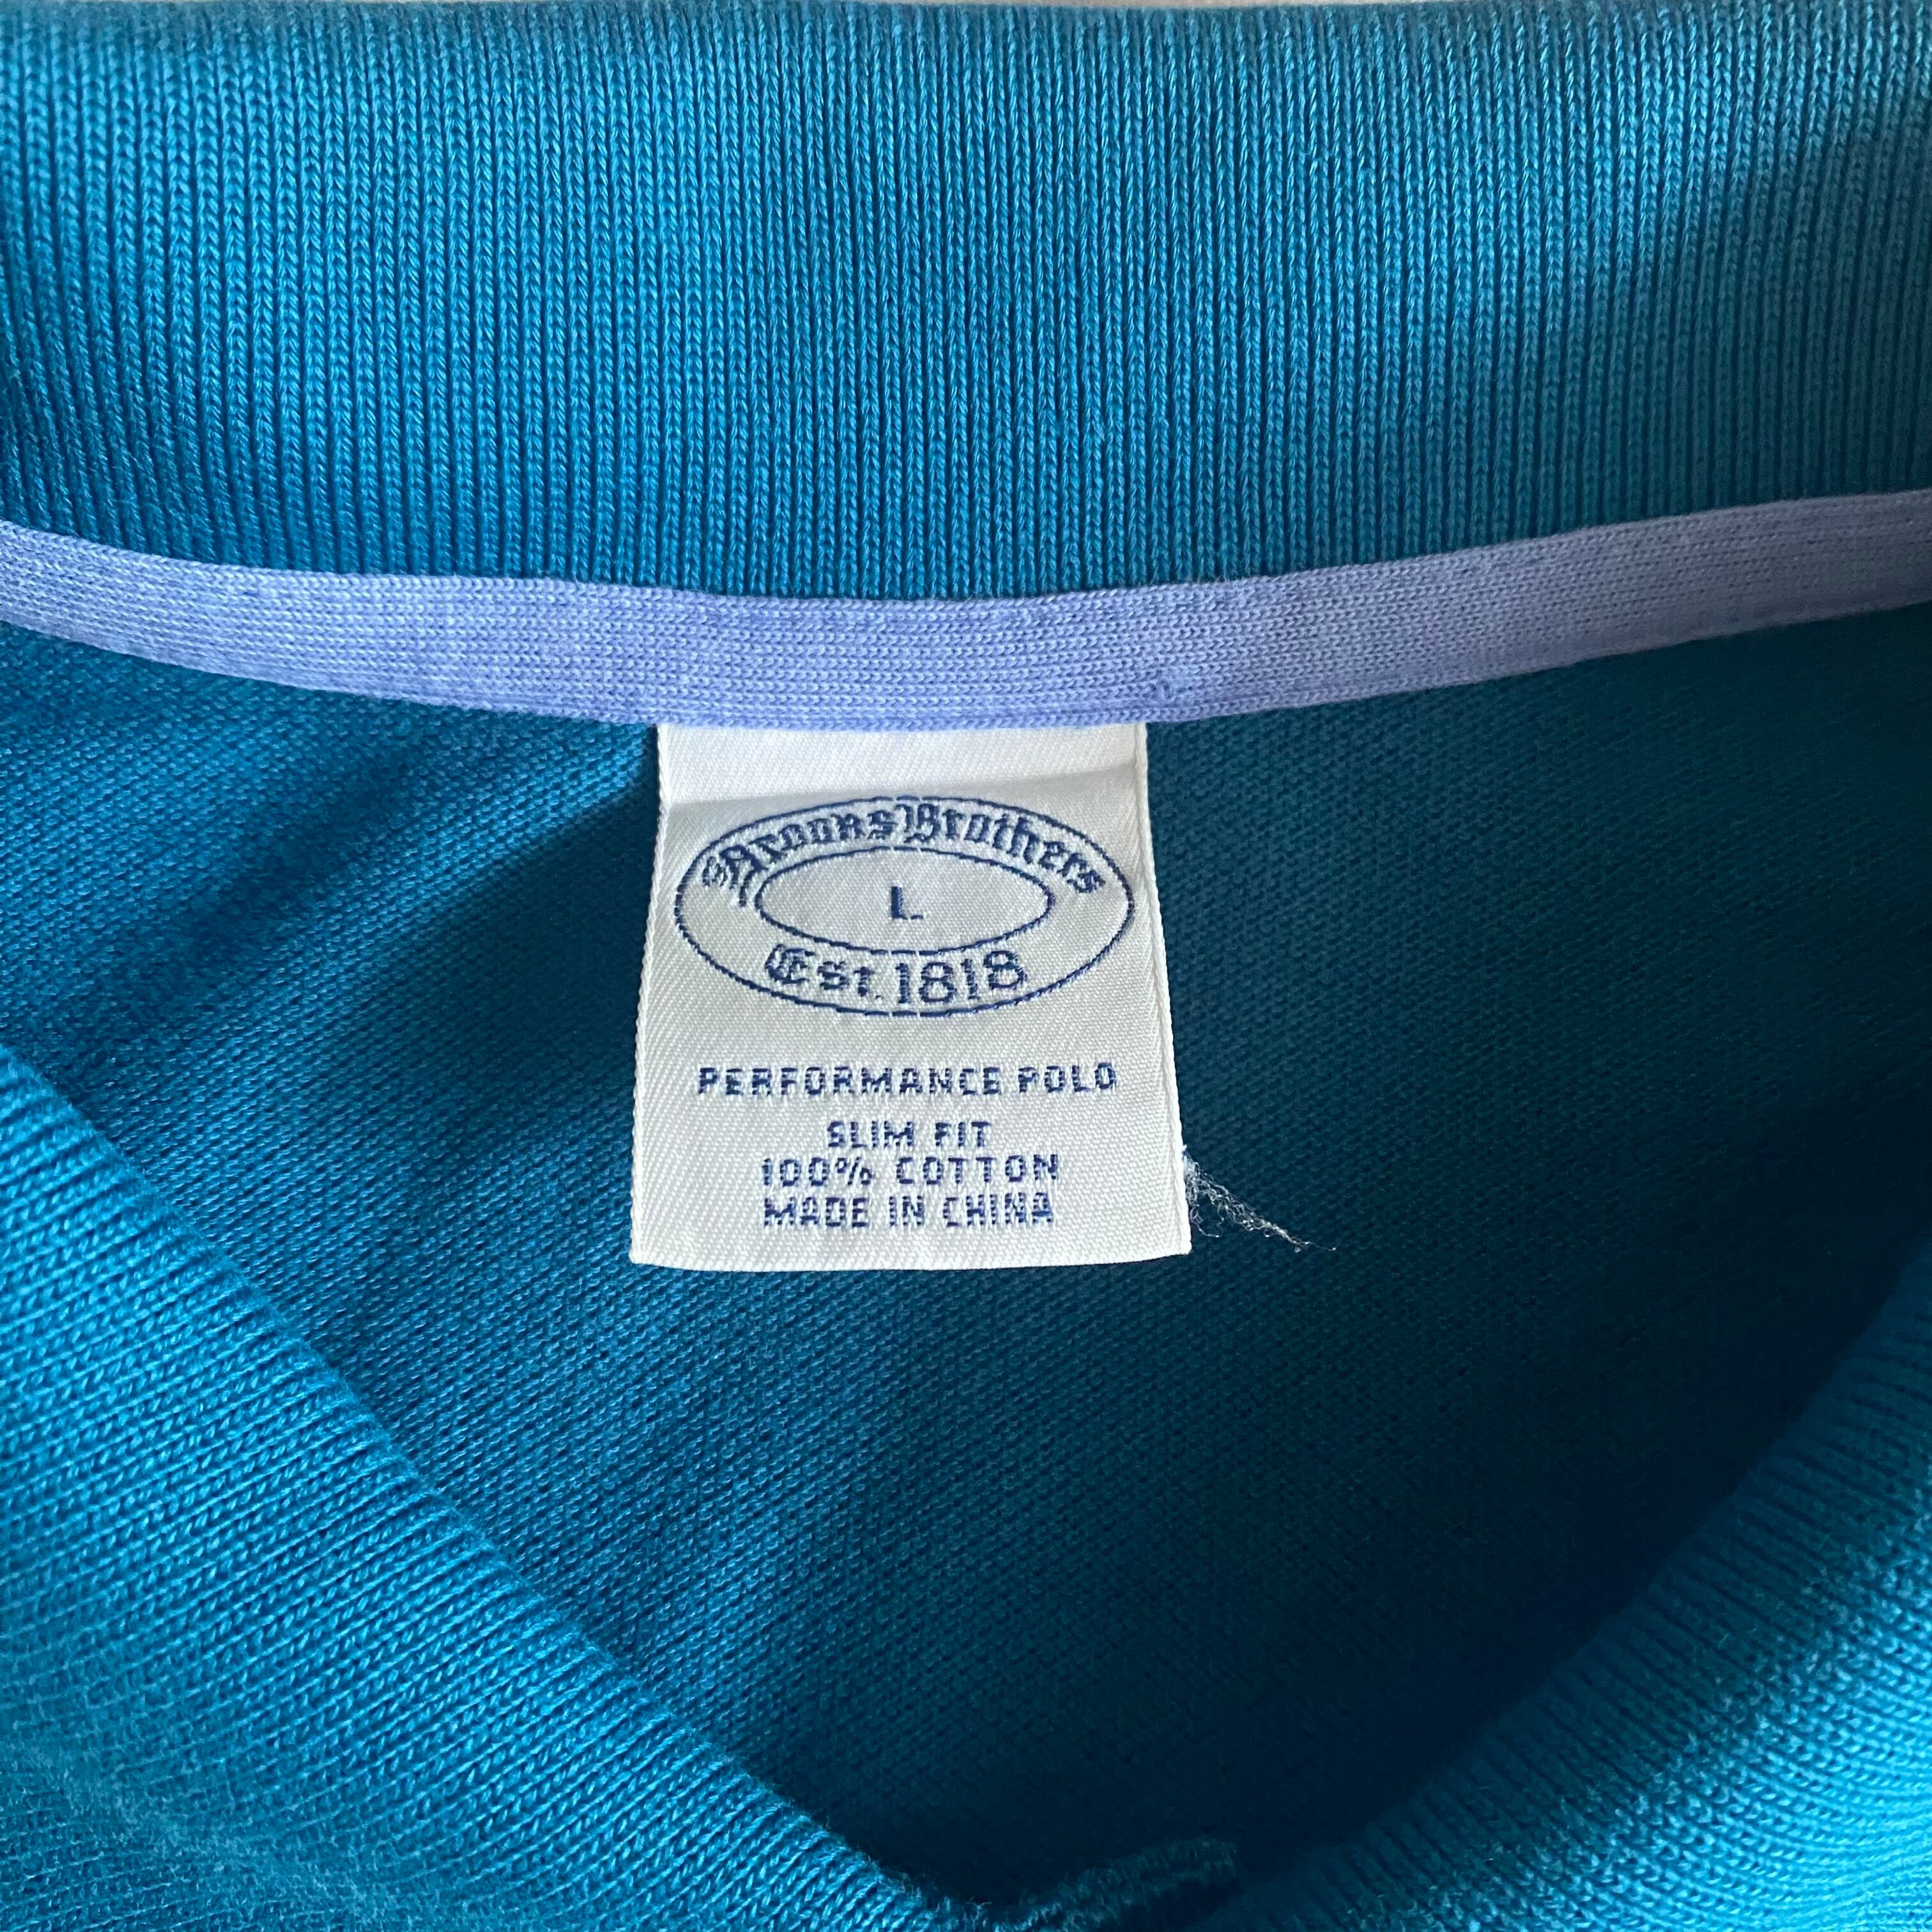 Brooks Brothers
L
Est. 1818
PERFORMANCE POLO
SLIM FIT
100% COTTON
MADE IN CHINA